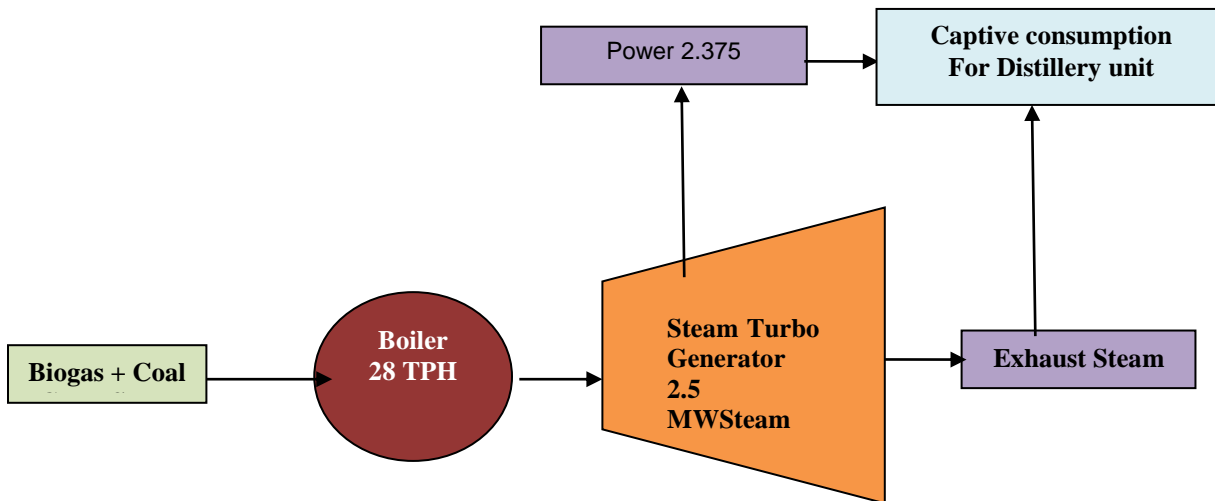 Power 2.375
Captive consumption
For Distillery unit
Biogas + Coal
Boiler
28 TPH
Steam Turbo
Generator
2.5
MWSteam
Exhaust Steam